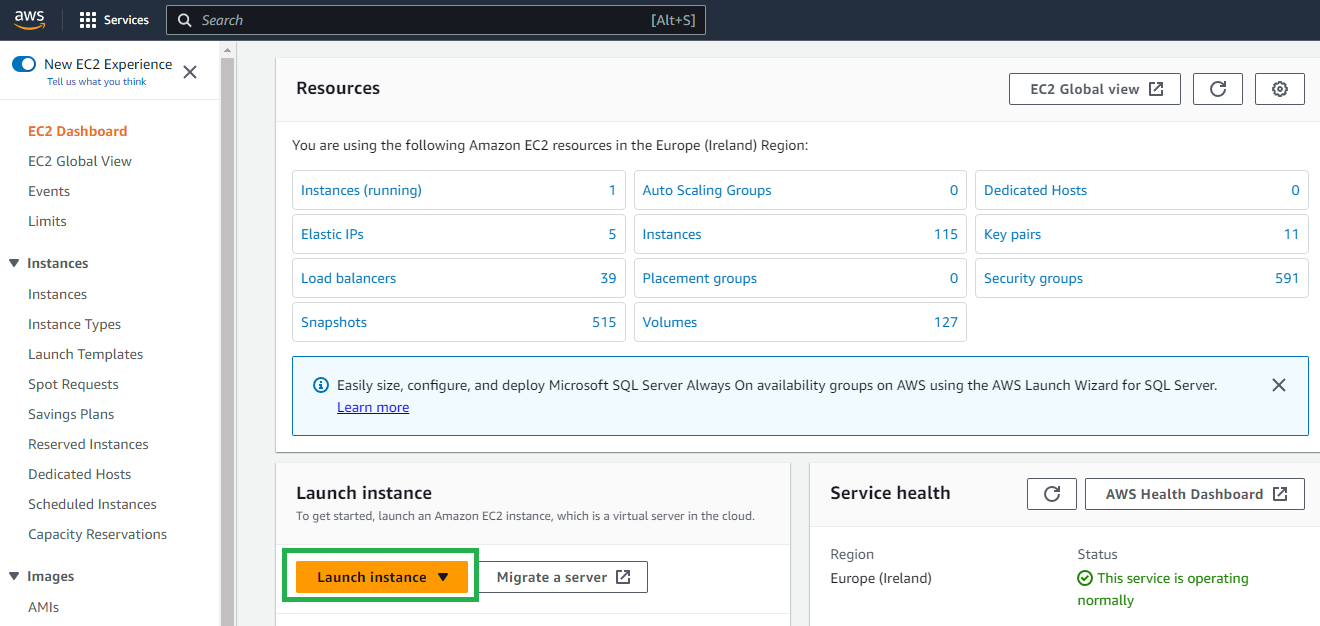 aws
Services
Search
[Alt+S]
New EC2 Experience
Tell us what you think
EC2 Dashboard
EC2 Global View
Events
Limits
Instances
Instances
Instance Types
Launch Templates
Spot Requests
Savings Plans
Reserved Instances
Dedicated Hosts
Scheduled Instances
Capacity Reservations
Images
AMIs
Resources
EC2 Global view
You are using the following Amazon EC2 resources in the Europe (Ireland) Region:
Instances (running) 1
Auto Scaling Groups 0
Dedicated Hosts 0
Elastic IPs 5
Instances 115
Key pairs 11
Load balancers 39
Placement groups 0
Security groups 591
Snapshots 515
Volumes 127
Easily size, configure, and deploy Microsoft SQL Server Always On availability groups on AWS using the AWS Launch Wizard for SQL Server.
Learn more
Launch instance
To get started, launch an Amazon EC2 instance, which is a virtual server in the cloud.
Launch instance
Migrate a server
Service health
AWS Health Dashboard
Region
Europe (Ireland)
Status
This service is operating
normally